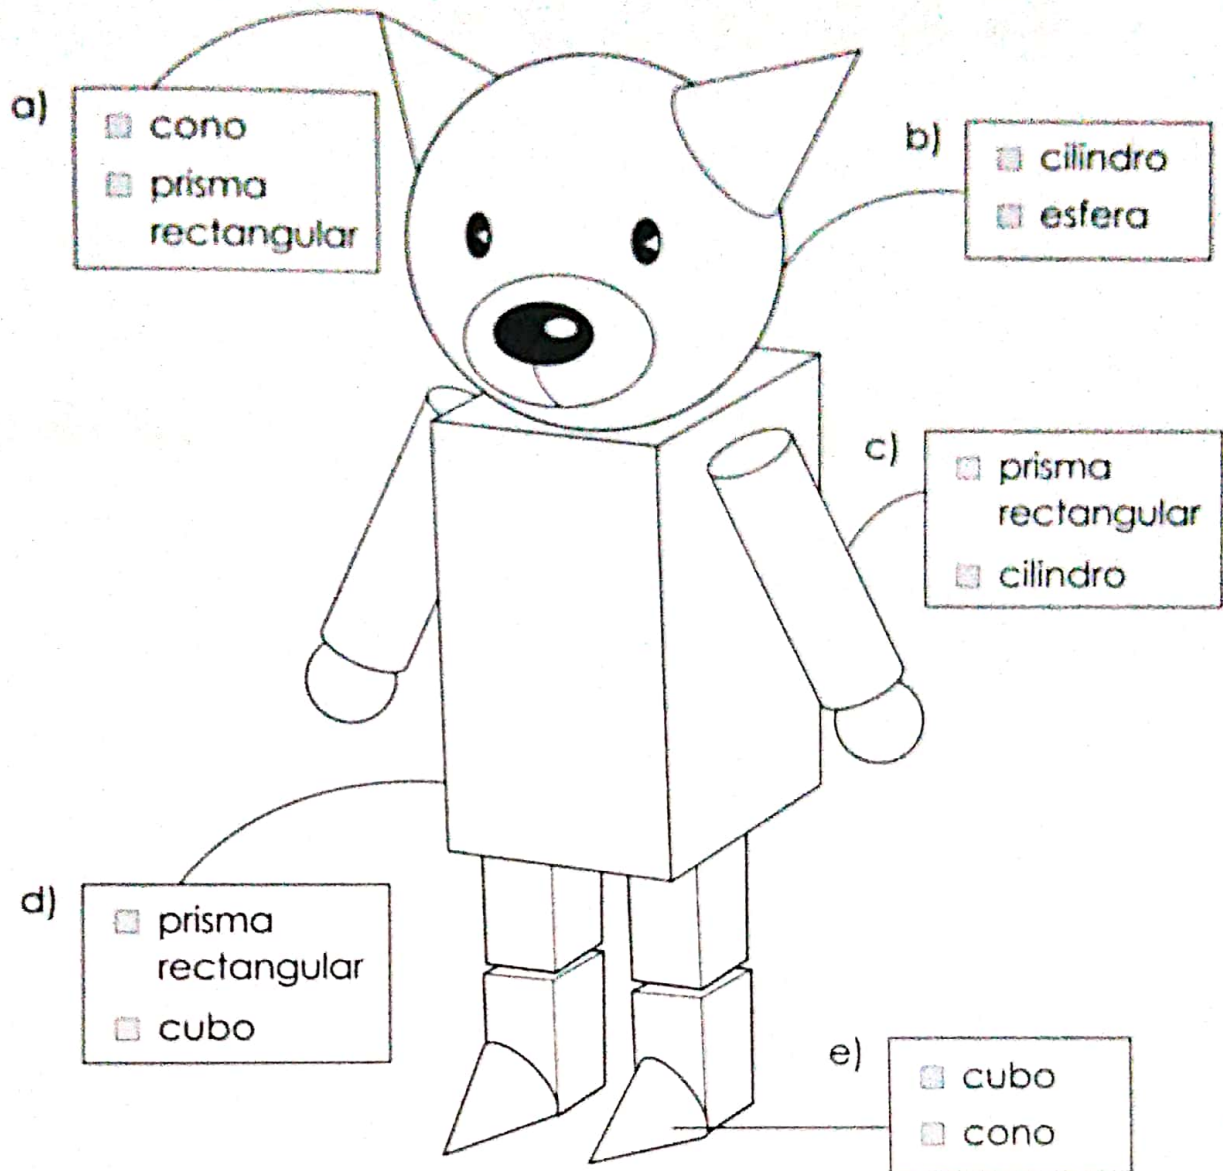 a)
cono
prisma
rectangular
b)
cilindro
esfera
c)
prisma
rectangular
cilindro
d)
prisma
rectangular
cubo
e)
cubo
cono